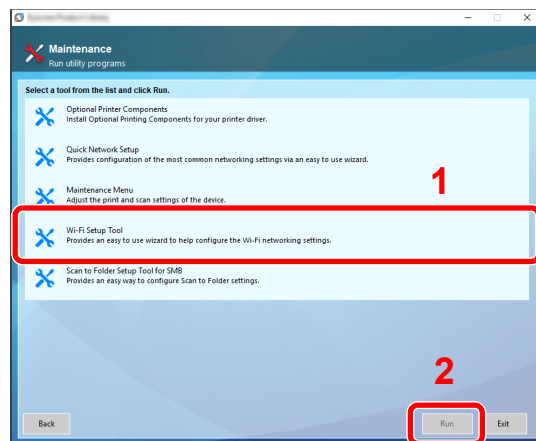 Maintenance
Run utility programs
Select a tool from the list and click Run.
Optional Printer Components
Install Optional Printing Components for your printer driver.
Quick Network Setup
Provides configuration of the most common networking settings via an easy to use wizard.
1
Maintenance Menu
Adjust the print and scan settings of the device.
Wi-Fi Setup Tool
Provides an easy to use wizard to help configure the Wi-Fi networking settings.
Scan to Folder Setup Tool for SMB
Provides an easy way to configure Scan to Folder settings.
2
Back Run Exit